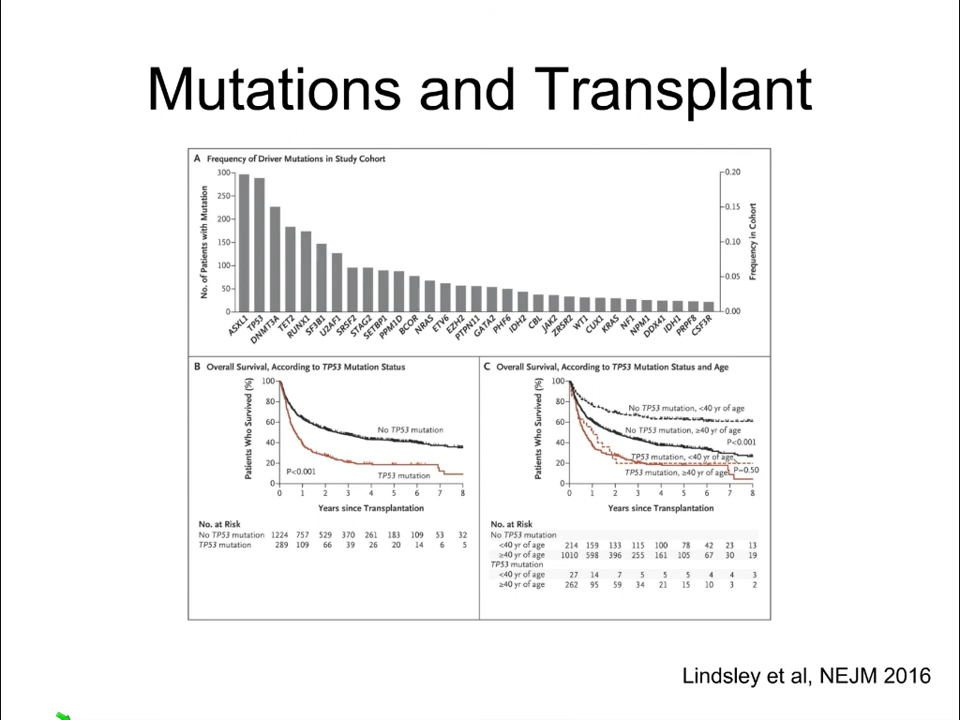 Mutations and Transplant
A Frequency of Driver Mutations in Study Cohort
No. of Patients with Mutation
300
250
200
150
100
50
0
0.20
0.15
0.10
0.05
0.00
Frequency in Cohort
ASXL1 TP53 DNMT3A TET2 RUNX1 SF3B1 U2AF1 SRSF2 STAG2 SETBP1 PPM1D BCOR NRAS ETV6 EZH2 PTPN11 GATA2 PHF6 IDH2 CBL JAK2 ZRSR2 WT1 CUX1 KRAS NF1 NPM1 DDX41 IDH1 PRPF8 CSF3R
B Overall Survival, According to TP53 Mutation Status
Patients Who Survived (%)
100
80
60
40
20
0
No TP53 mutation
P<0.001
TP53 mutation
0 1 2 3 4 5 6 7 8
Years since Transplantation
No. at Risk
No TP53 mutation 1224 757 529 370 261 183 109 53 32
TP53 mutation 289 109 66 39 26 20 14 6 5
C Overall Survival, According to TP53 Mutation Status and Age
Patients Who Survived (%)
100
80
60
40
20
0
No TP53 mutation, <40 yr of age
No TP53 mutation, ≥40 yr of age
P<0.001
TP53 mutation, <40 yr of age
P=0.50
TP53 mutation, ≥40 yr of age
0 1 2 3 4 5 6 7 8
Years since Transplantation
No. at Risk
No TP53 mutation
<40 yr of age 214 159 133 115 100 78 42 23 13
≥40 yr of age 1010 598 396 255 161 105 67 30 19
TP53 mutation
<40 yr of age 27 14 7 5 5 5 4 4 3
≥40 yr of age 262 95 59 34 21 15 10 3 2
Lindsley et al, NEJM 2016